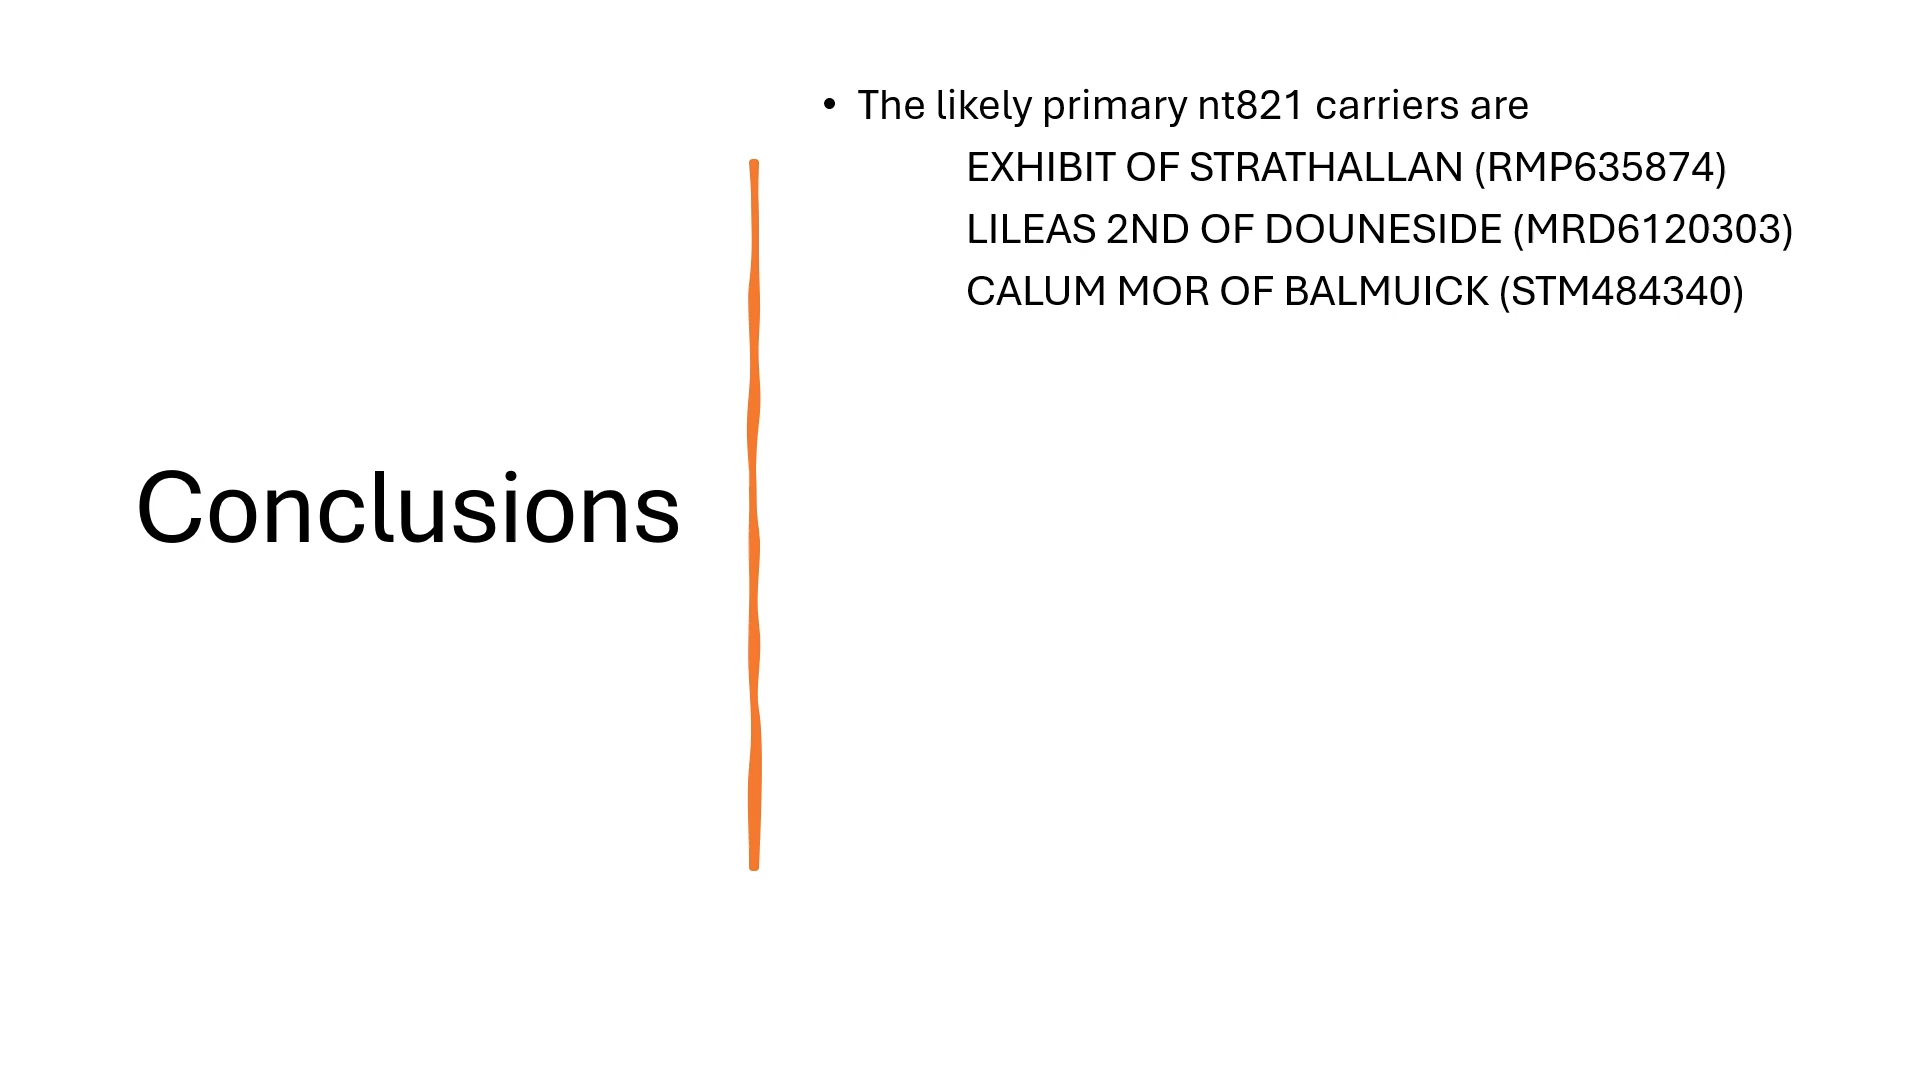 Conclusions
• The likely primary nt821 carriers are
EXHIBIT OF STRATHALLAN (RMP635874)
LILEAS 2ND OF DOUNESIDE (MRD6120303)
CALUM MOR OF BALMUICK (STM484340)